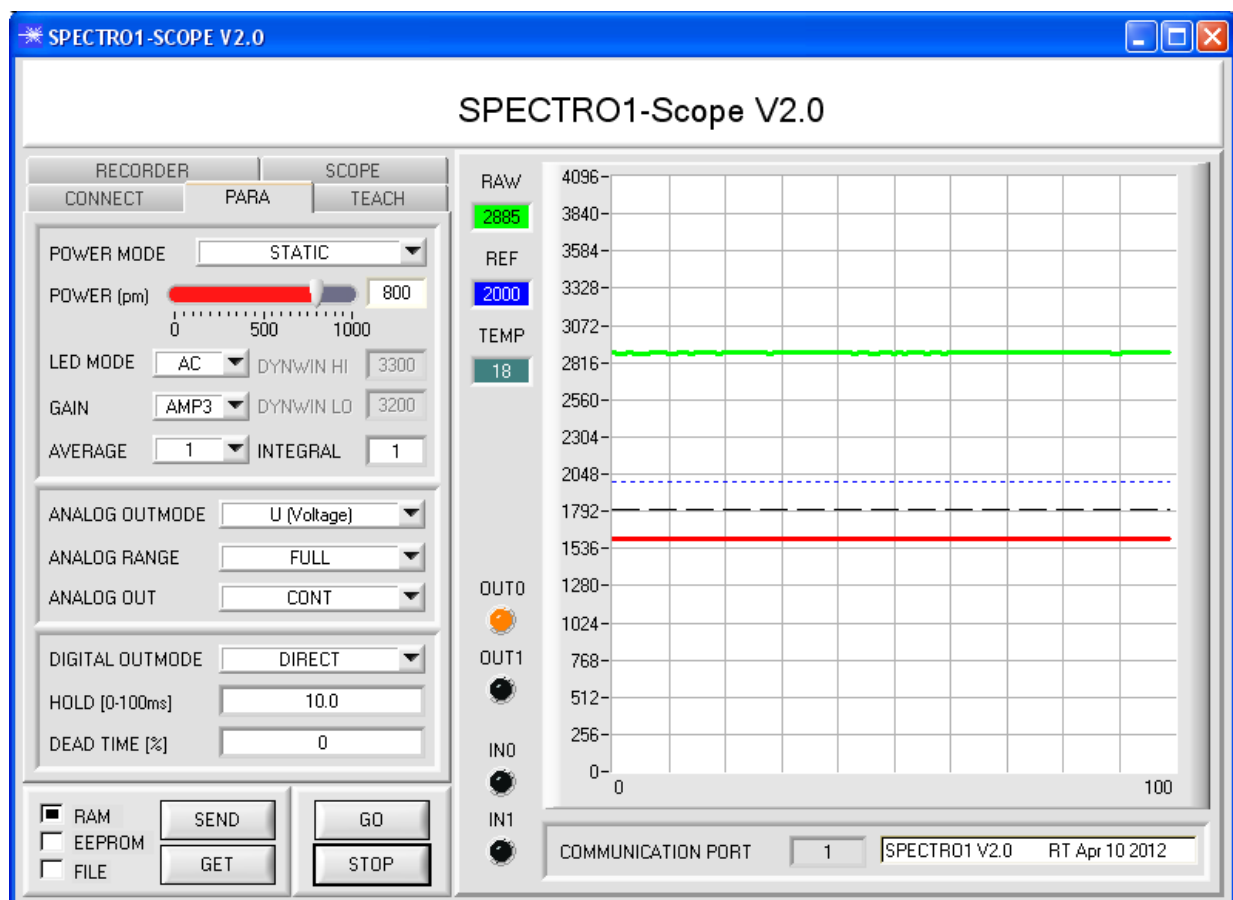 SPECTRO1-SCOPE V2.0
SPECTRO1-Scope V2.0
RECORDER SCOPE
CONNECT PARA TEACH
POWER MODE STATIC
POWER (pm) 800
0 500 1000
LED MODE AC DYNWIN HI 3300
GAIN AMP3 DYNWIN LO 3200
AVERAGE 1 INTEGRAL 1
ANALOG OUTMODE U (Voltage)
ANALOG RANGE FULL
ANALOG OUT CONT
DIGITAL OUTMODE DIRECT
HOLD [0-100ms] 10.0
DEAD TIME [%] 0
RAM
EEPROM
FILE
SEND
GET
GO
STOP
RAW
2885
REF
2000
TEMP
18
OUT0
OUT1
IN0
IN1
4096
3840
3584
3328
3072
2816
2560
2304
2048
1792
1536
1280
1024
768
512
256
0
0 100
COMMUNICATION PORT 1 SPECTRO1 V2.0 RT Apr 10 2012